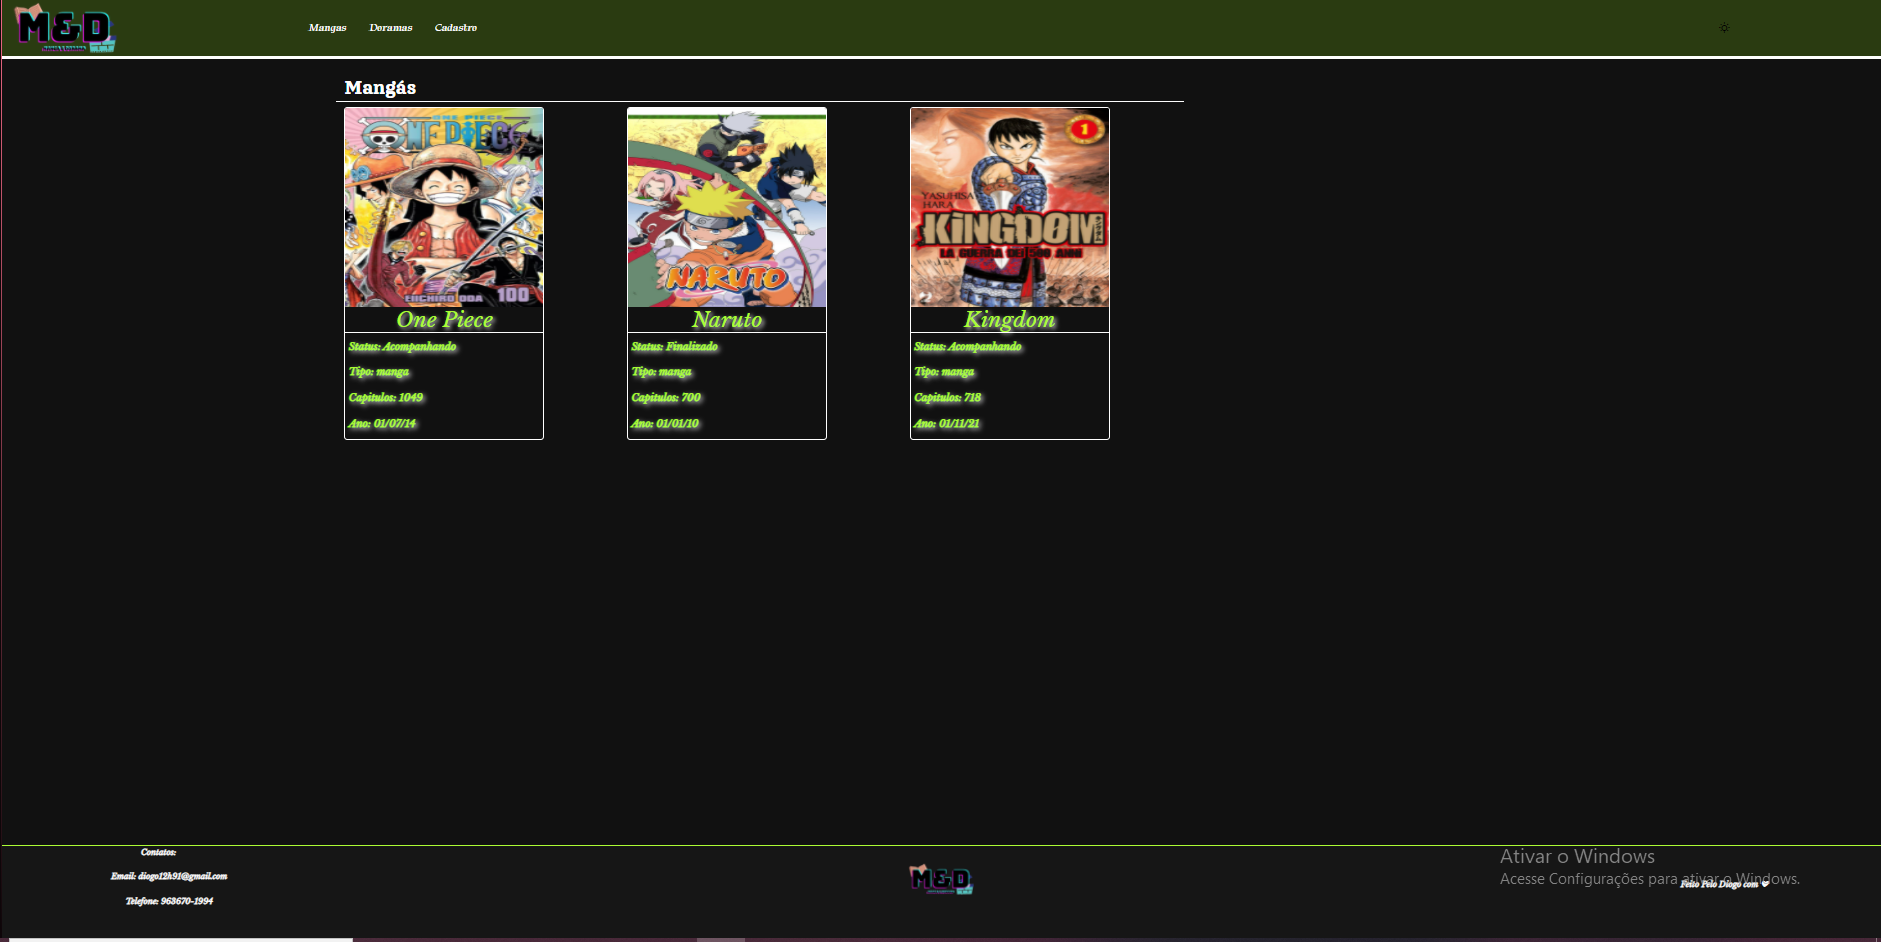 M&D
Mangas Doramas Cadastro
Mangás
ONE PIECE
EIICHIRO ODA 100
One Piece
Status: Acompanhando
Tipo: manga
Capitulos: 1049
Ano: 01/07/14
NARUTO
Naruto
Status: Finalizado
Tipo: manga
Capitulos: 700
Ano: 01/01/10
1
YASUHISA
HARA
KINGDOM
LA GUERRA DEI 500 ANNI
Kingdom
Status: Acompanhando
Tipo: manga
Capitulos: 718
Ano: 01/11/21
Contatos:
Email: diogo12h91@gmail.com
Telefone: 968670-1994
M&D
Ativar o Windows
Acesse Configurações para ativar o Windows.
Feito Pelo Diogo com